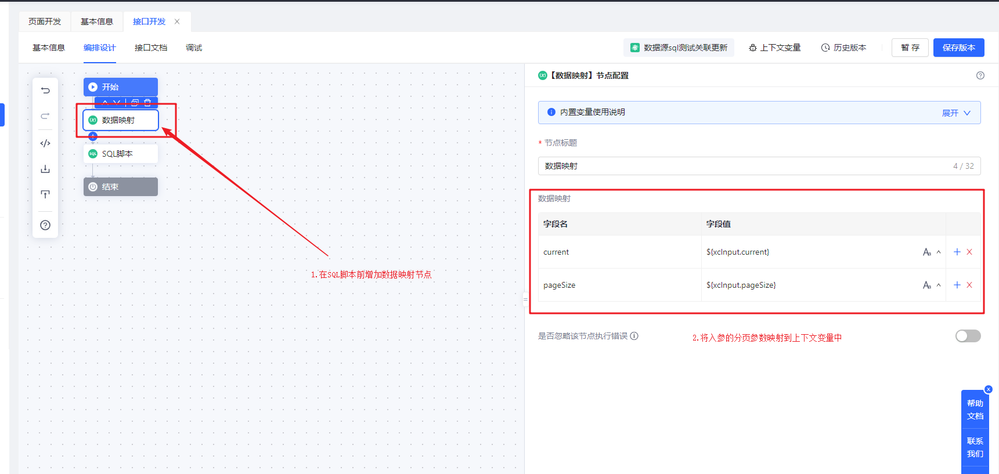 页面开发 基本信息 接口开发
基本信息 编排设计 接口文档 调试 数据源sql测试关联更新 上下文变量 历史版本 暂 存 保存版本
开始
数据映射
SQL脚本
结束
1.在SQL脚本前增加数据映射节点
【数据映射】节点配置
内置变量使用说明 展开
* 节点标题
数据映射 4 / 32
数据映射
字段名 字段值
current ${xcInput.current}
pageSize ${xcInput.pageSize}
是否忽略该节点执行错误
2.将入参的分页参数映射到上下文变量中
帮助
文档
联系
我们